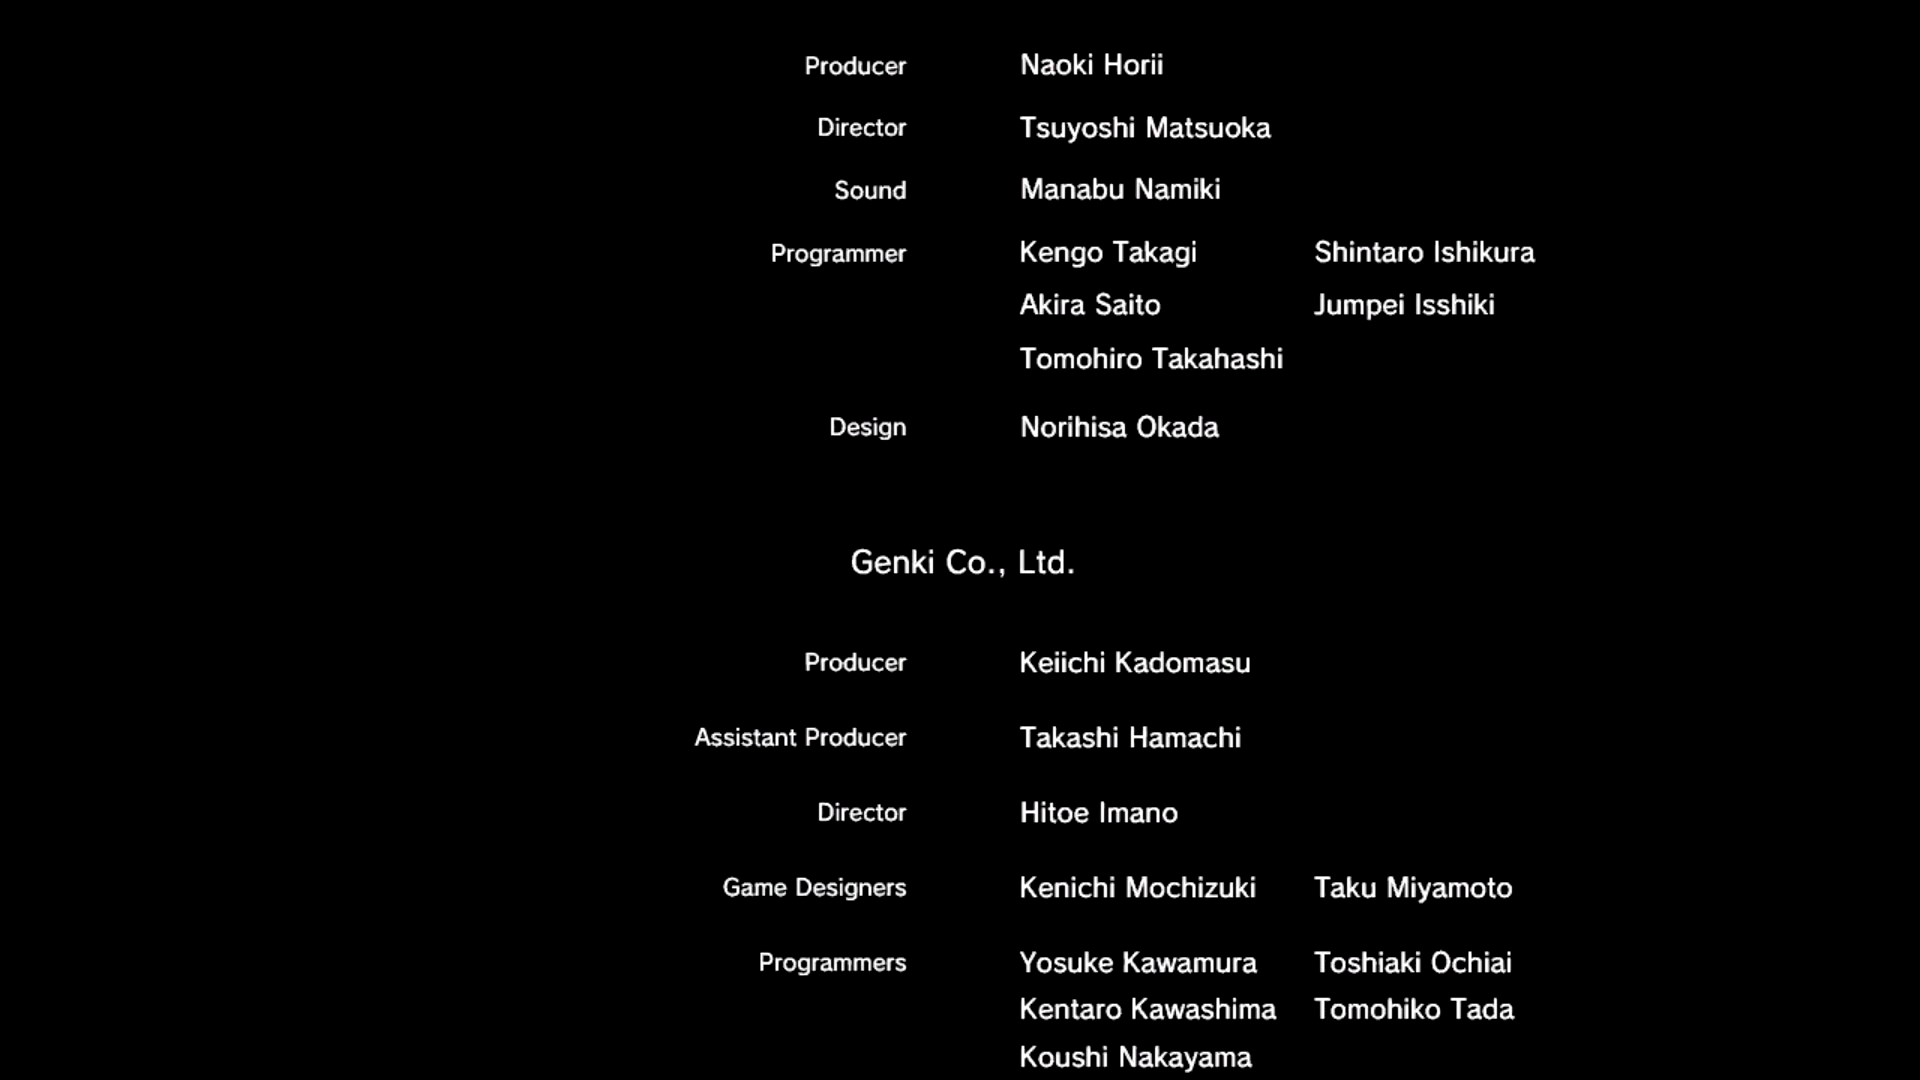 Producer Naoki Horii
Director Tsuyoshi Matsuoka
Sound Manabu Namiki
Programmer Kengo Takagi Shintaro Ishikura
Akira Saito Jumpei Isshiki
Tomohiro Takahashi
Design Norihisa Okada
Genki Co., Ltd.
Producer Keiichi Kadomasu
Assistant Producer Takashi Hamachi
Director Hitoe Imano
Game Designers Kenichi Mochizuki Taku Miyamoto
Programmers Yosuke Kawamura Toshiaki Ochiai
Kentaro Kawashima Tomohiko Tada
Koushi Nakayama